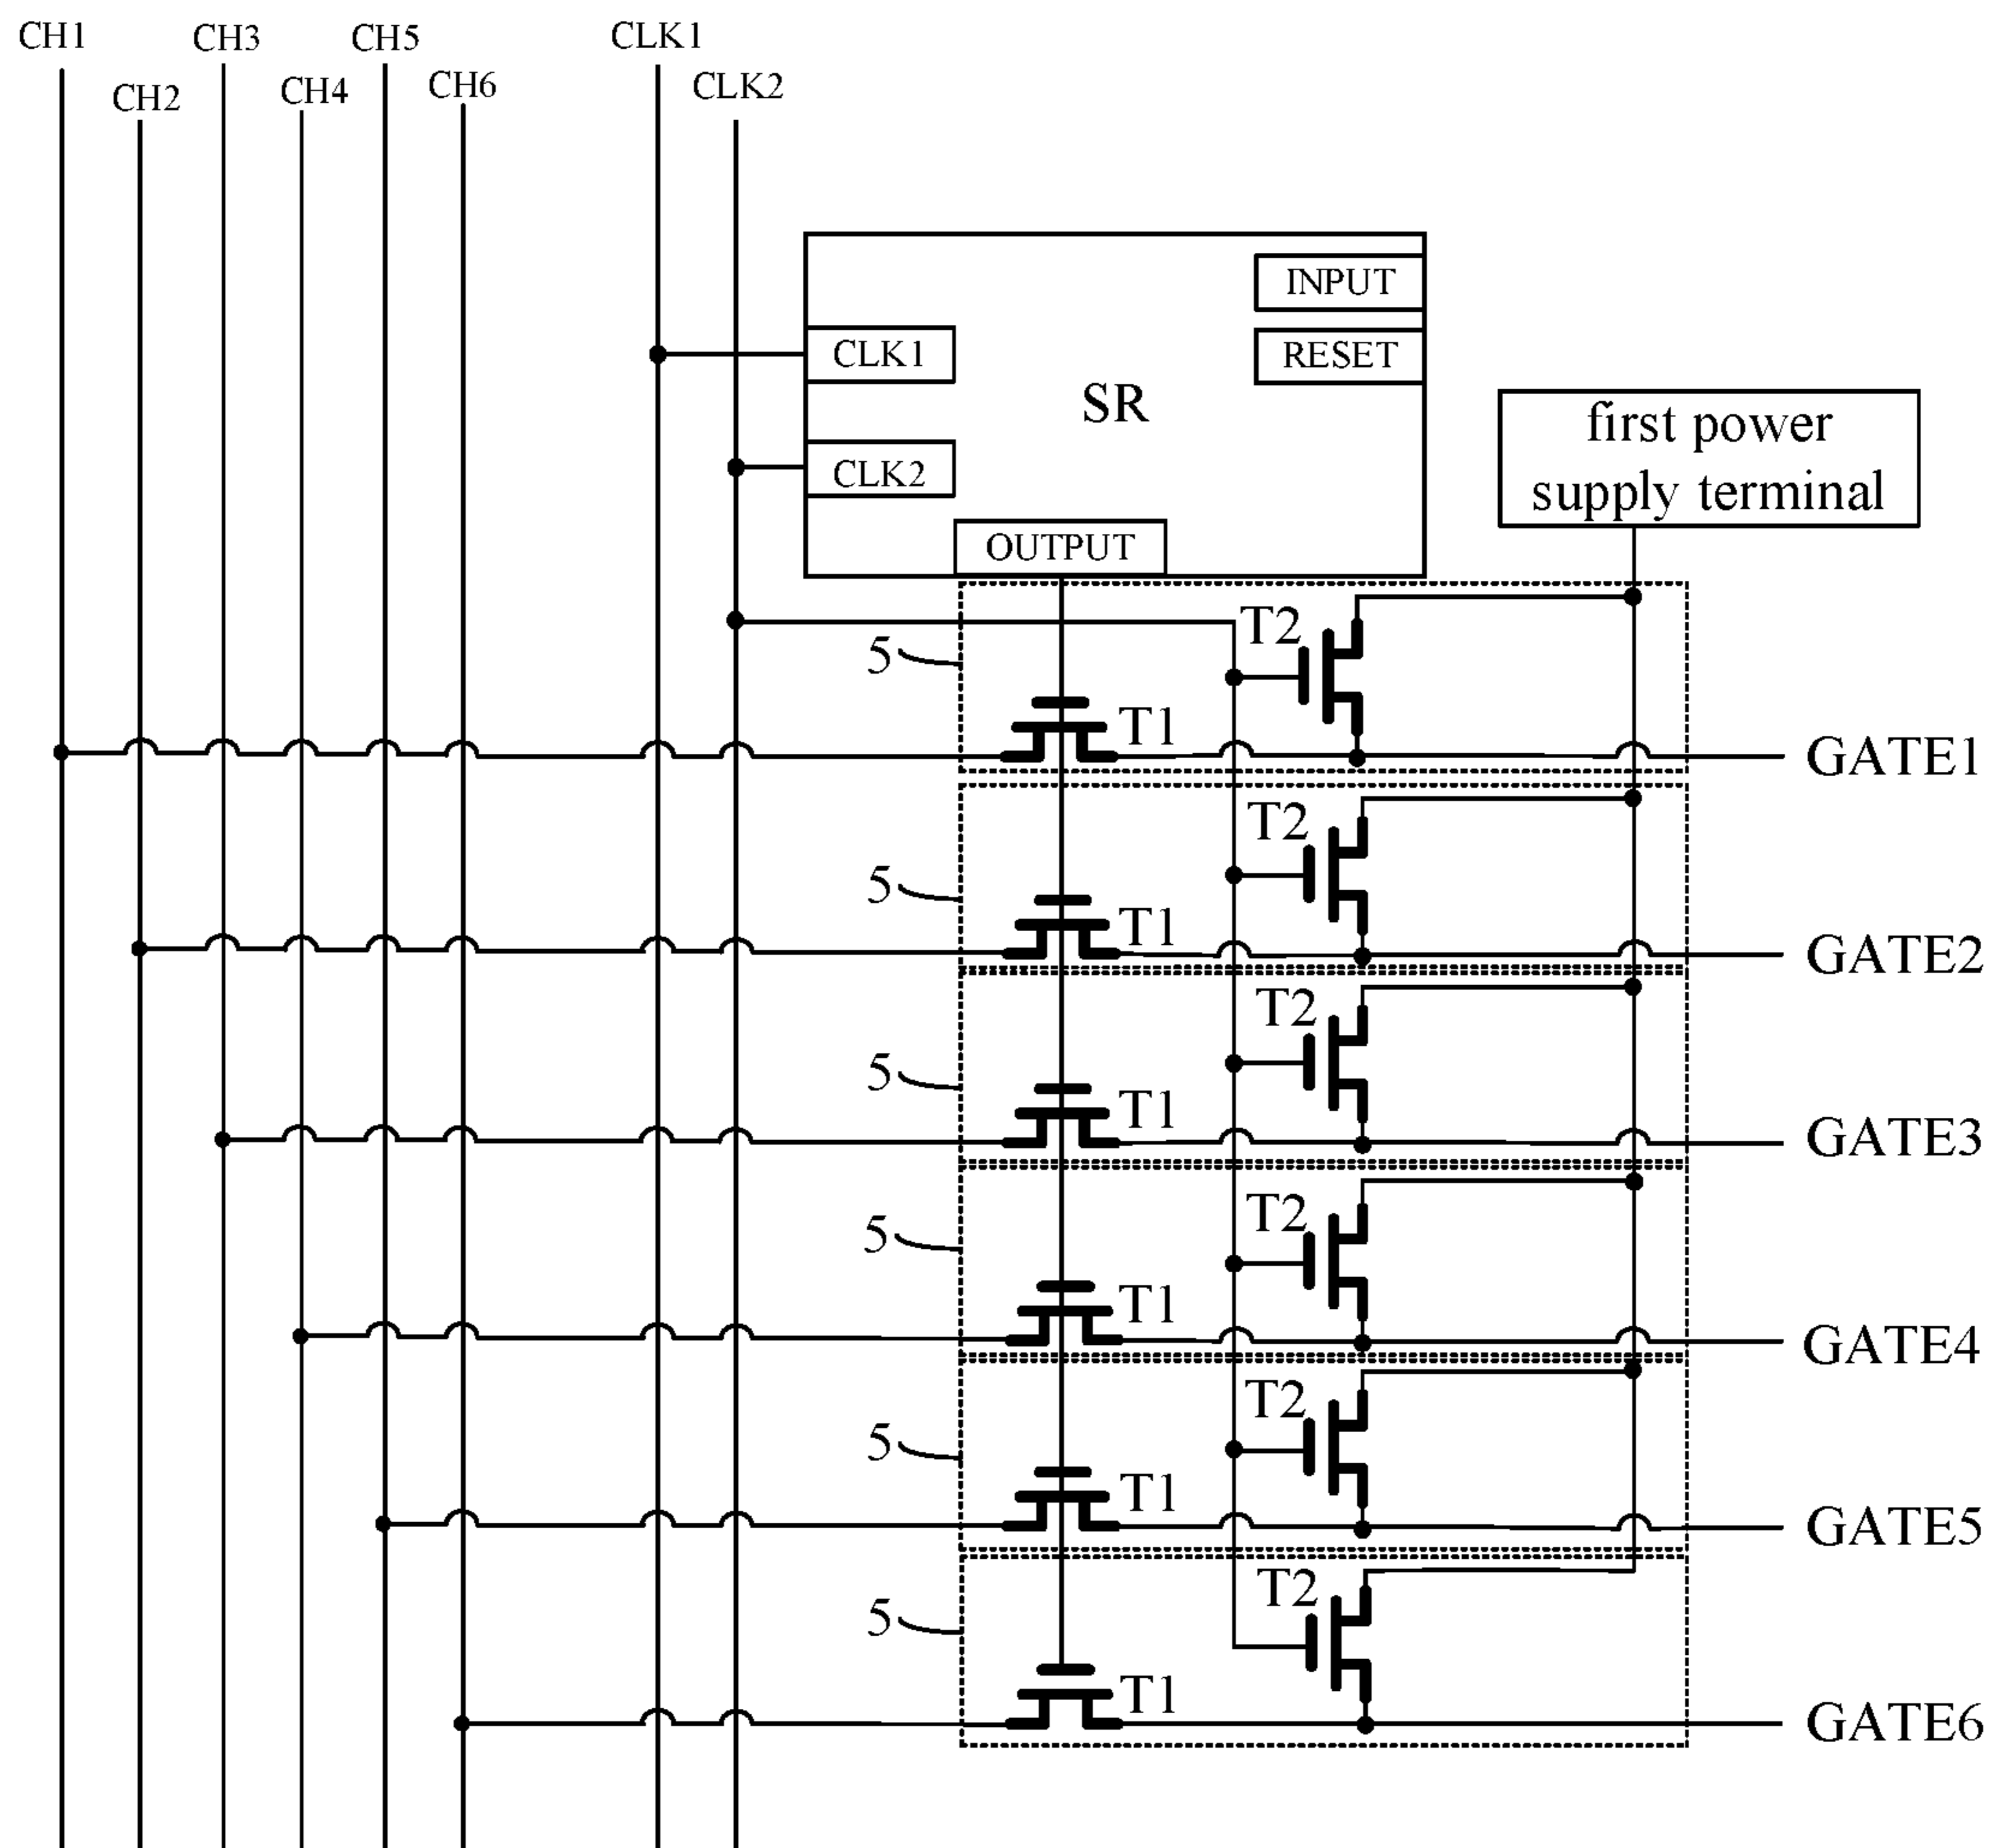 CH1
CH3
CH5
CLK1
CH2
CH4
CH6
CLK2
INPUT
CLK1
RESET
SR
CLK2
OUTPUT
first power
supply terminal
T2
5
T1
GATE1
T2
5
T1
GATE2
T2
5
T1
GATE3
T2
5
T1
GATE4
T2
5
T1
GATE5
T2
5
T1
GATE6